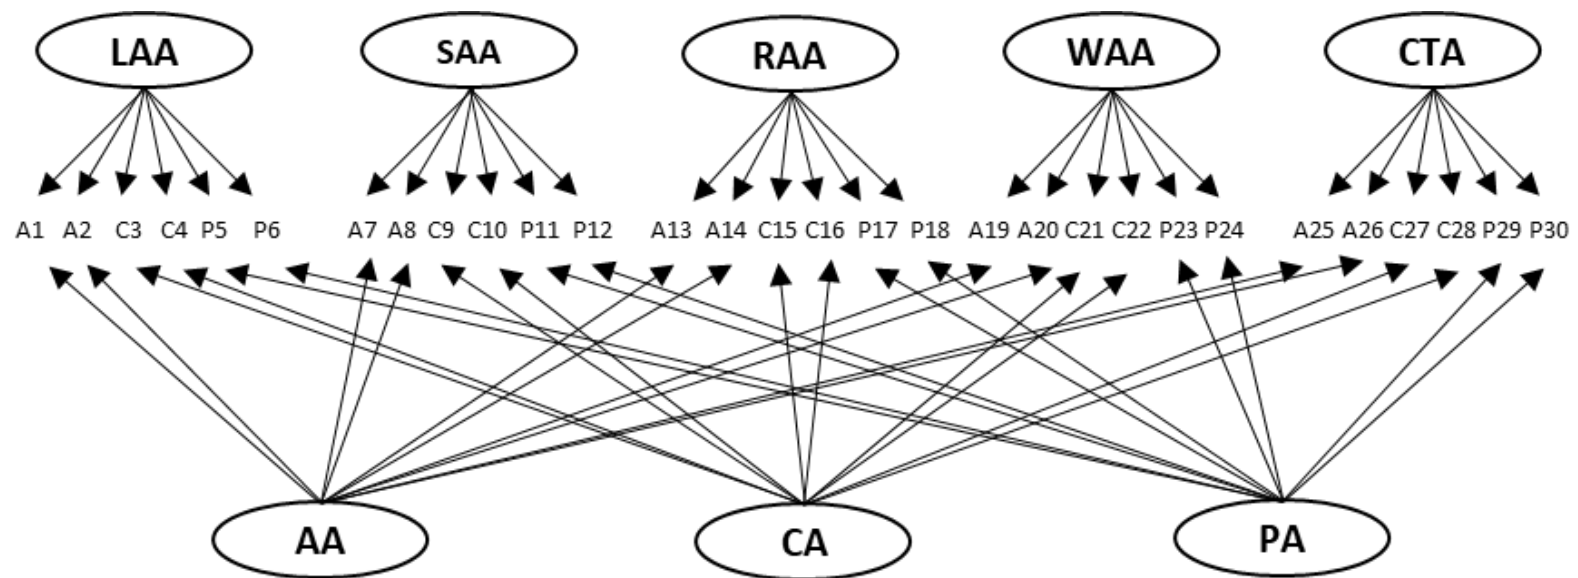 LAA SAA RAA WAA CTA
A1 A2 C3 C4 P5 P6 A7 A8 C9 C10 P11 P12 A13 A14 C15 C16 P17 P18 A19 A20 C21 C22 P23 P24 A25 A26 C27 C28 P29 P30
AA CA PA